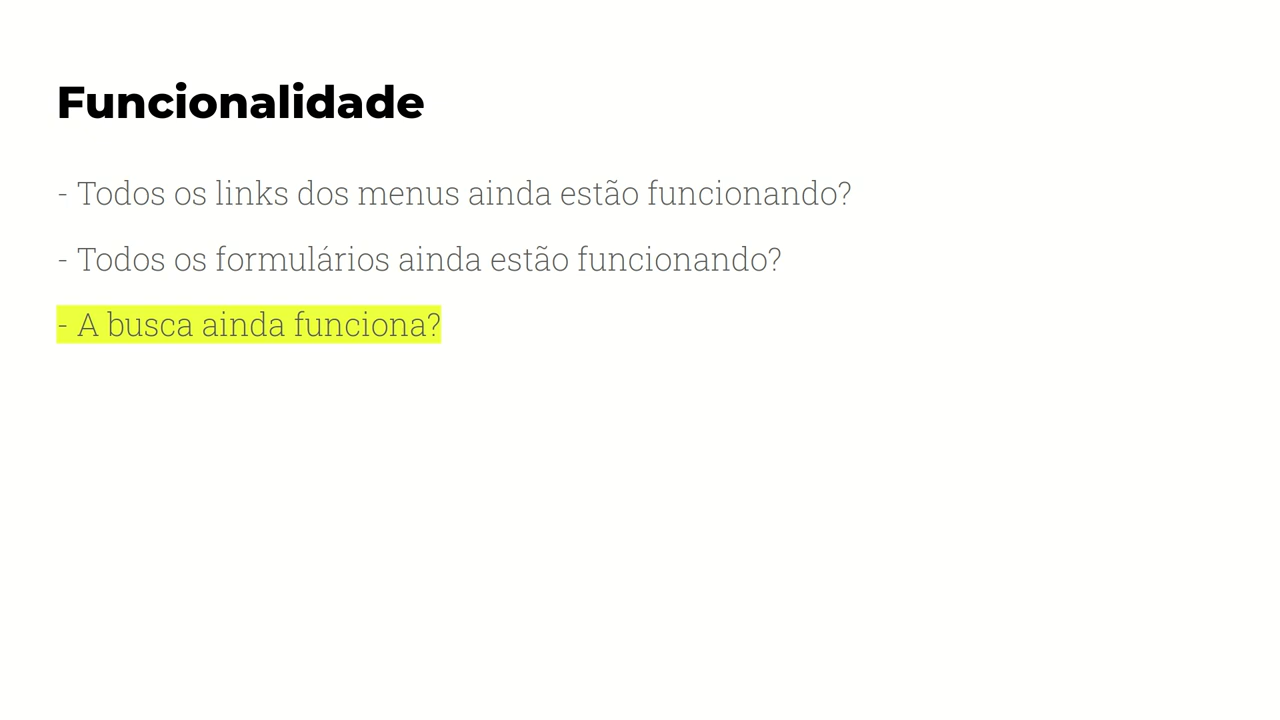 Funcionalidade
- Todos os links dos menus ainda estão funcionando?
- Todos os formulários ainda estão funcionando?
- A busca ainda funciona?